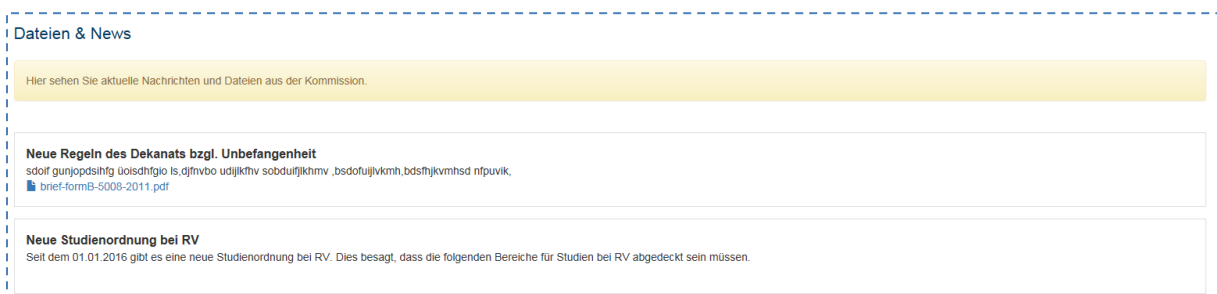 Dateien & News
Hier sehen Sie aktuelle Nachrichten und Dateien aus der Kommission.
Neue Regeln des Dekanats bzgl. Unbefangenheit
sdoif gunjopdsihfg üoisdhfgio ls,djfnvbo udijlkfhv sobduifjlkhmv ,bsdofuijlvkmh,bdsfhjkvmhsd nfpuvik,
brief-formB-5008-2011.pdf
Neue Studienordnung bei RV
Seit dem 01.01.2016 gibt es eine neue Studienordnung bei RV. Dies besagt, dass die folgenden Bereiche für Studien bei RV abgedeckt sein müssen.